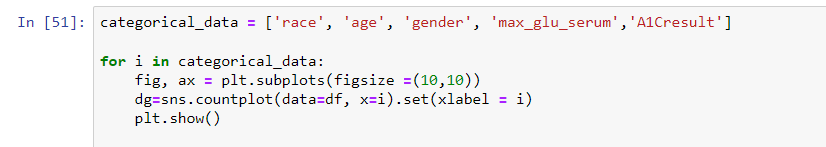 In [51]: categorical_data = ['race', 'age', 'gender', 'max_glu_serum','A1Cresult']
for i in categorical_data:
    fig, ax = plt.subplots(figsize =(10,10))
    dg=sns.countplot(data=df, x=i).set(xlabel = i)
    plt.show()